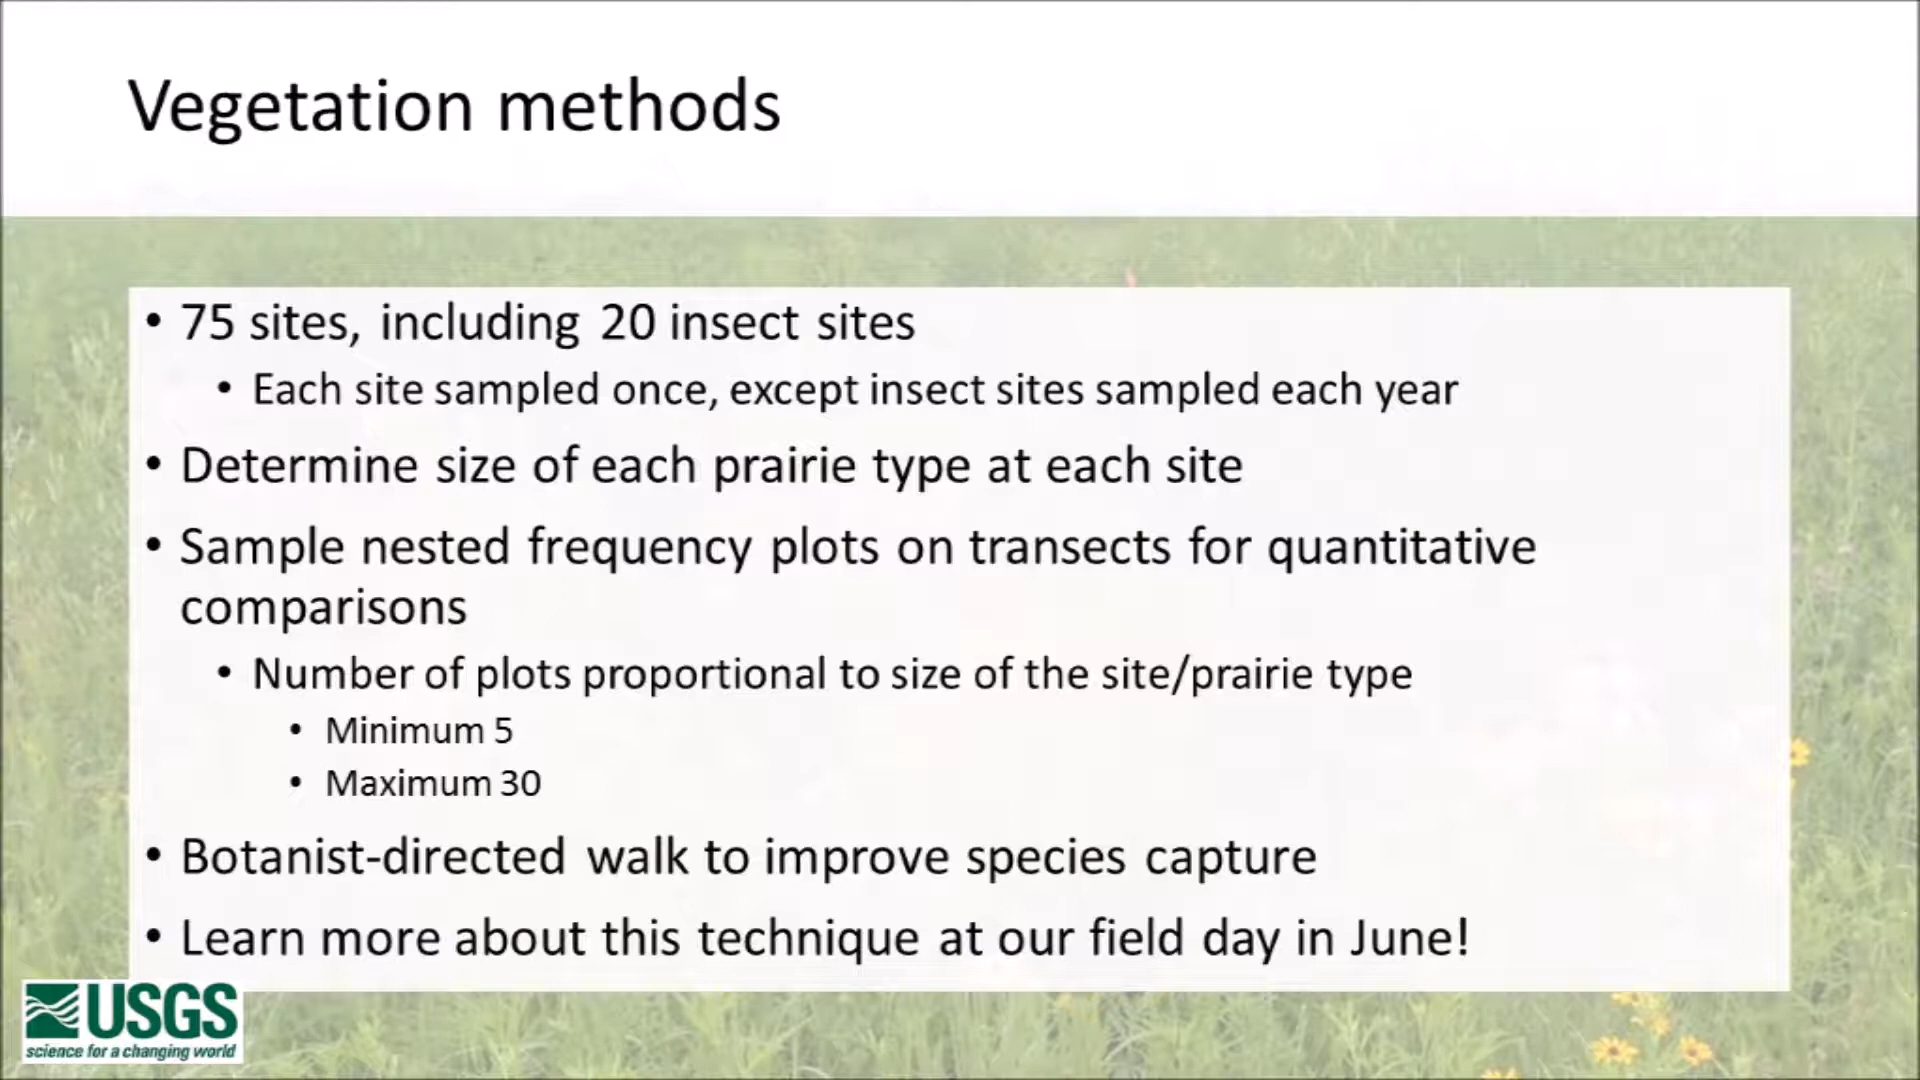 Vegetation methods
• 75 sites, including 20 insect sites
• Each site sampled once, except insect sites sampled each year
• Determine size of each prairie type at each site
• Sample nested frequency plots on transects for quantitative
comparisons
• Number of plots proportional to size of the site/prairie type
• Minimum 5
• Maximum 30
• Botanist-directed walk to improve species capture
• Learn more about this technique at our field day in June!
USGS
science for a changing world